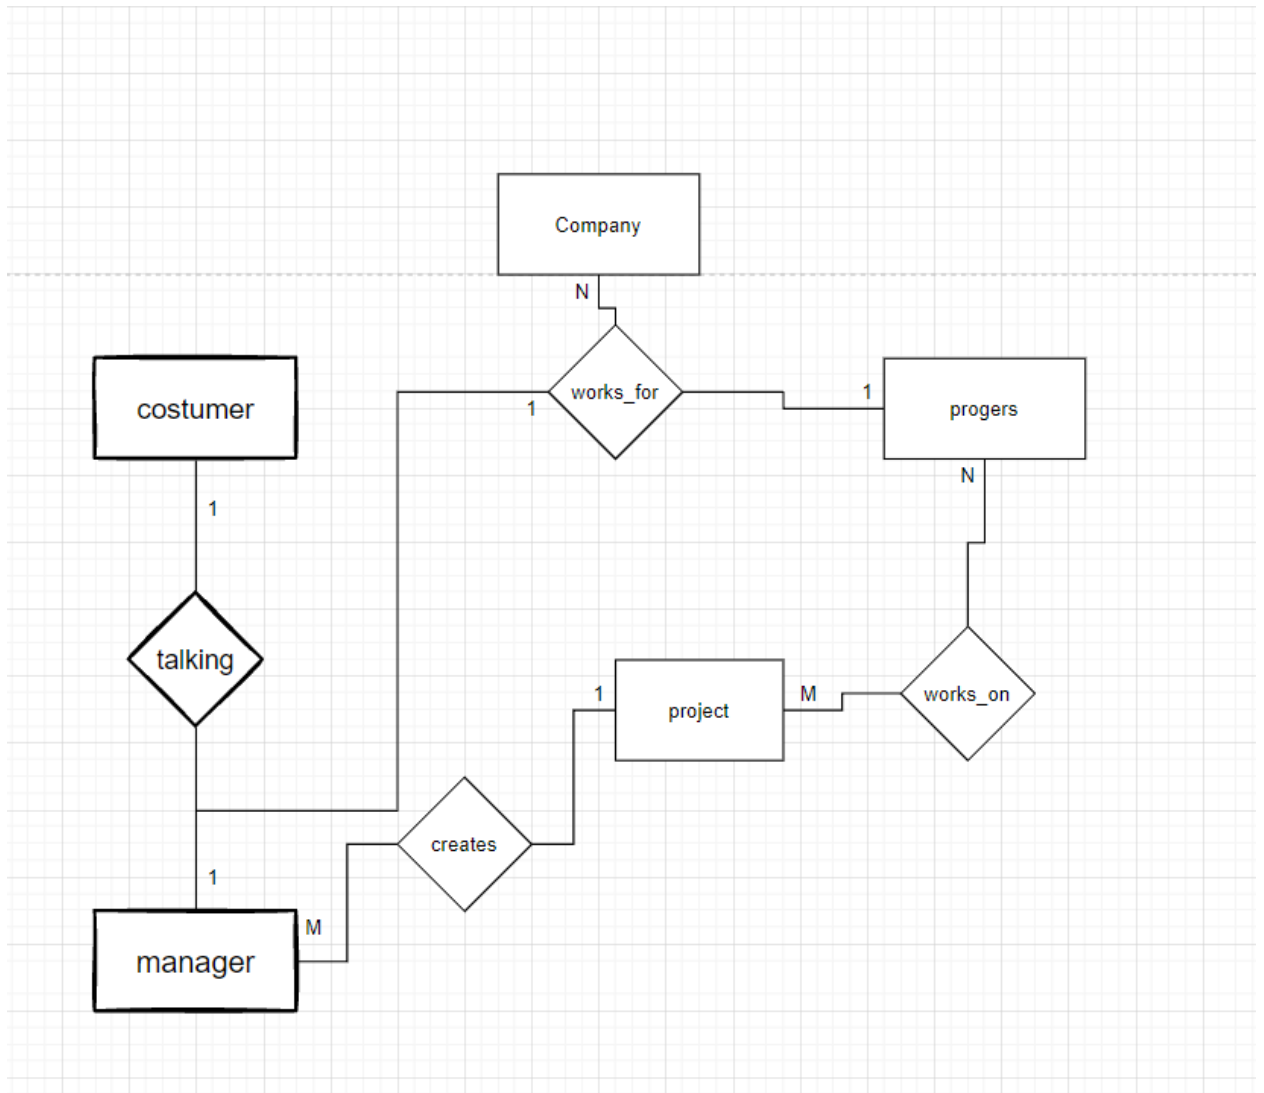 Company
N
costumer
works_for
1
1
progers
1
N
talking
1
project
M
works_on
creates
1
M
manager